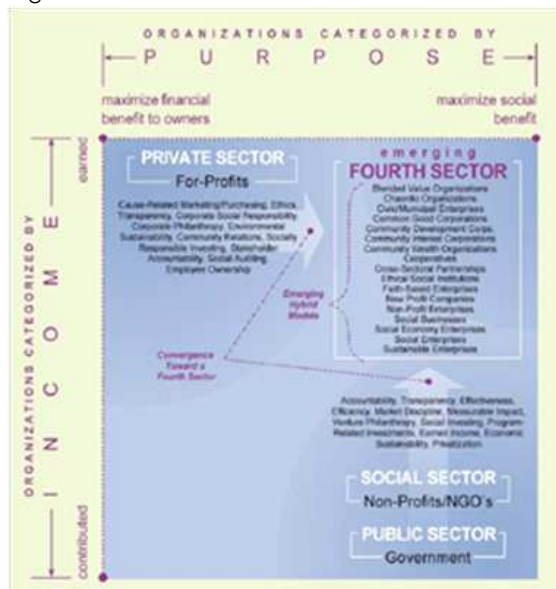 ORGANIZATIONS CATEGORIZED BY
PURPOSE
maximize financial
benefit to owners
maximize social
benefit
ORGANIZATIONS CATEGORIZED BY
INCOME
earned
contributed
PRIVATE SECTOR
For-Profits
Cause-Related Marketing/Purchasing, Ethics,
Transparency, Corporate Social Responsibility,
Corporate Philanthropy, Environmental
Sustainability, Community Relations, Socially
Responsible Investing, Stakeholder
Accountability, Social Auditing
Employee Ownership
emerging
FOURTH SECTOR
Blended Value Organizations
Chaordic Organizations
Civic/Municipal Enterprises
Common Good Corporations
Community Development Corps.
Community Interest Corporations
Community Wealth Organizations
Cooperatives
Cross-Sectoral Partnerships
Ethical Social Institutions
Faith-Based Enterprises
New Profit Companies
Non-Profit Enterprises
Social Businesses
Social Economy Enterprises
Social Enterprises
Sustainable Enterprises
Emerging
Hybrid
Models
Convergence
Toward a
Fourth Sector
Accountability, Transparency, Effectiveness,
Efficiency, Market Discipline, Measurable Impact,
Venture Philanthropy, Social Investing, Program-
Related Investments, Earned Income, Economic
Sustainability, Privatization
SOCIAL SECTOR
Non-Profits/NGO's
PUBLIC SECTOR
Government